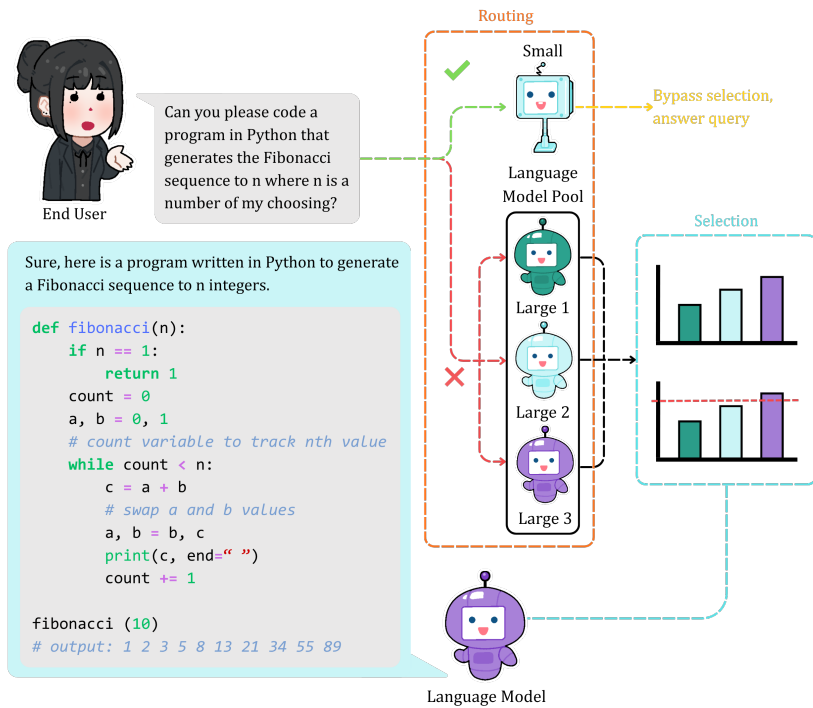 Routing
Small
Bypass selection,
answer query
Can you please code a
program in Python that
generates the Fibonacci
sequence to n where n is a
number of my choosing?
End User
Language
Model Pool
Large 1
Large 2
Large 3
Selection
Sure, here is a program written in Python to generate
a Fibonacci sequence to n integers.
def fibonacci(n):
    if n == 1:
        return 1
    count = 0
    a, b = 0, 1
    # count variable to track nth value
    while count < n:
        c = a + b
        # swap a and b values
        a, b = b, c
        print(c, end=“ ”)
        count += 1
fibonacci (10)
# output: 1 2 3 5 8 13 21 34 55 89
Language Model